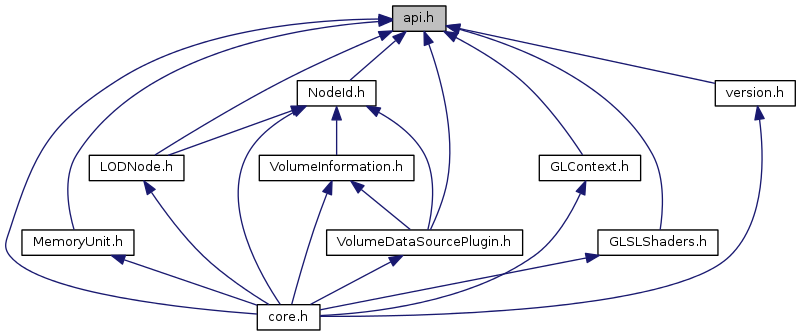 api.h
NodeId.h
version.h
LODNode.h
VolumeInformation.h
GLContext.h
MemoryUnit.h
VolumeDataSourcePlugin.h
GLSLShaders.h
core.h